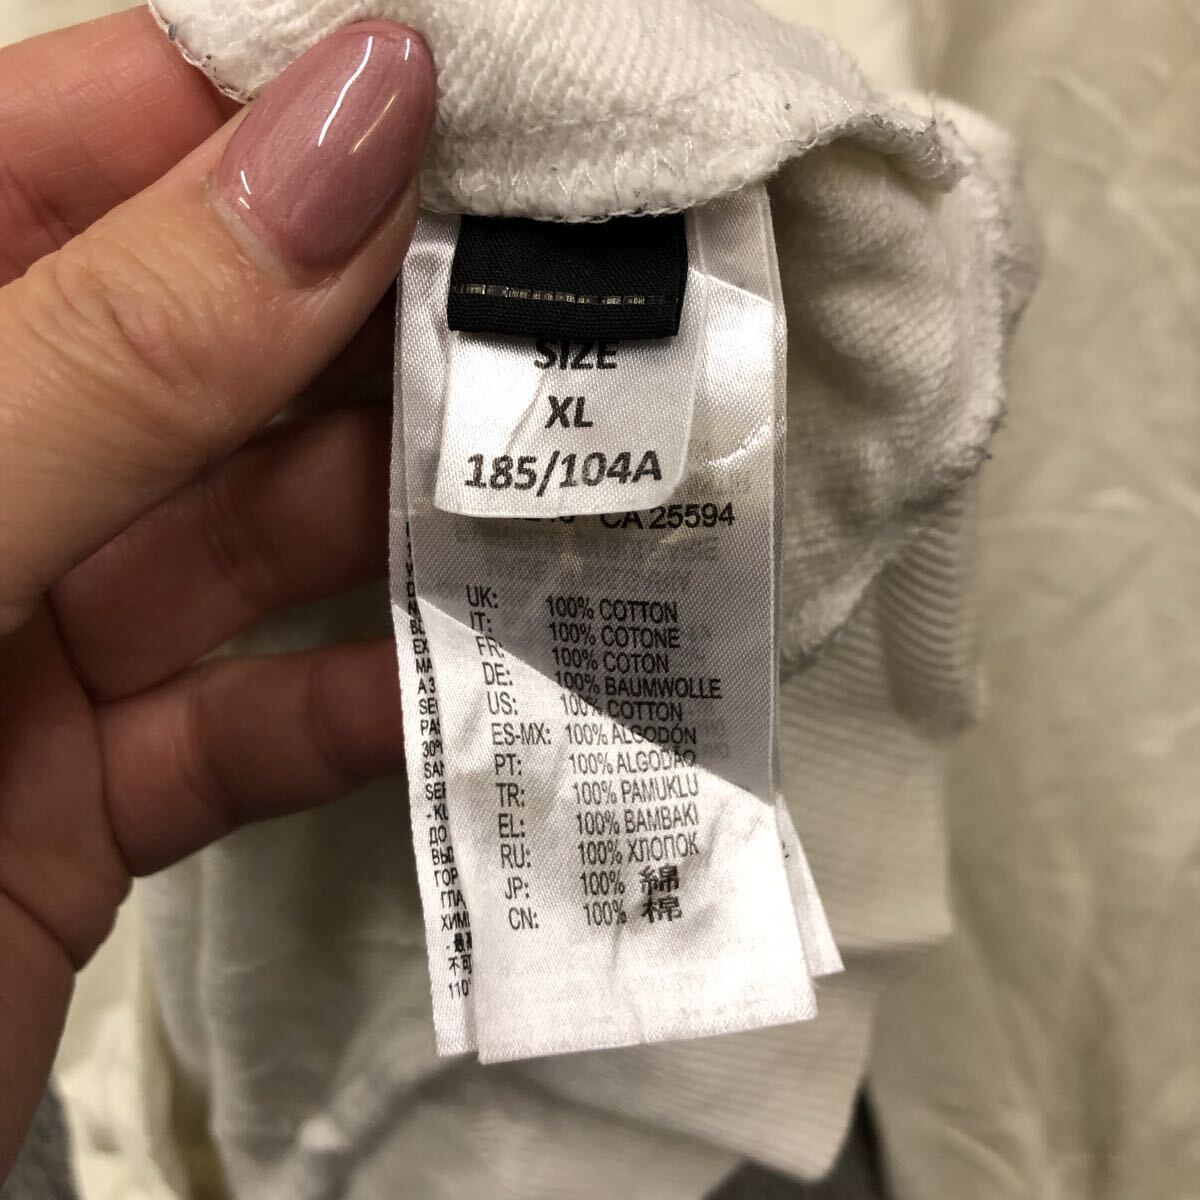 SIZE
XL
185/104A
CA 25594
UK: 100% COTTON
IT: 100% COTONE
FR: 100% COTON
DE: 100% BAUMWOLLE
US: 100% COTTON
ES-MX: 100% ALGODÓN
PT: 100% ALGODÃO
TR: 100% PAMUKLU
EL: 100% BAMBAKI
RU: 100% ХЛОПОК
JP: 100% 綿
CN: 100% 棉